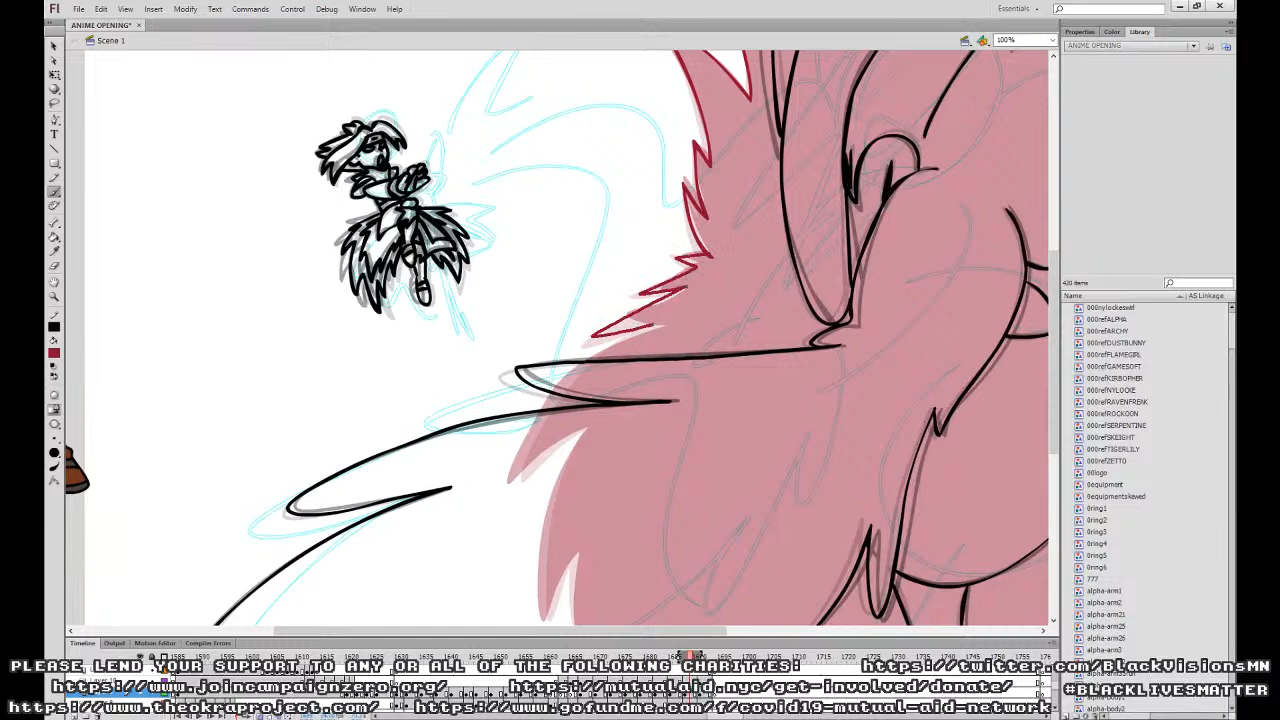 Fl File Edit View Insert Modify Text Commands Control Debug Window Help Essentials
ANIME OPENING* ×
Scene 1 100%
Properties Color Library
ANIME OPENING
420 items
Name AS Linkage
000nylockeswirl
000refALPHA
000refARCHY
000refDUSTBUNNY
000refFLAMEGIRL
000refGAMESOFT
000refKIRBOPHER
000refNYLOCKE
000refRAVENFREAK
000refROCKOON
000refSERPENTINE
000refSKEIGHT
000refTIGERLILY
000refZETTO
00logo
0equipment
0equipmentskewed
0ring1
0ring2
0ring3
0ring4
0ring5
0ring6
777
alpha-arm1
alpha-arm2
alpha-arm21
alpha-arm25
alpha-arm26
alpha-arm3
Timeline Output Motion Editor Compiler Errors
PLEASE LEND YOUR SUPPORT TO ANY OR ALL OF THE FOLLOWING CHARITIES: https://twitter.com/BlackVisionsMN
https://www.joincampaignzero.org/ https://mutualaid.nyc/get-involved/donate/ #BLACKLIVESMATTER
https://www.theokraproject.com/ https://www.gofundme.com/f/covid19-mutual-aid-network